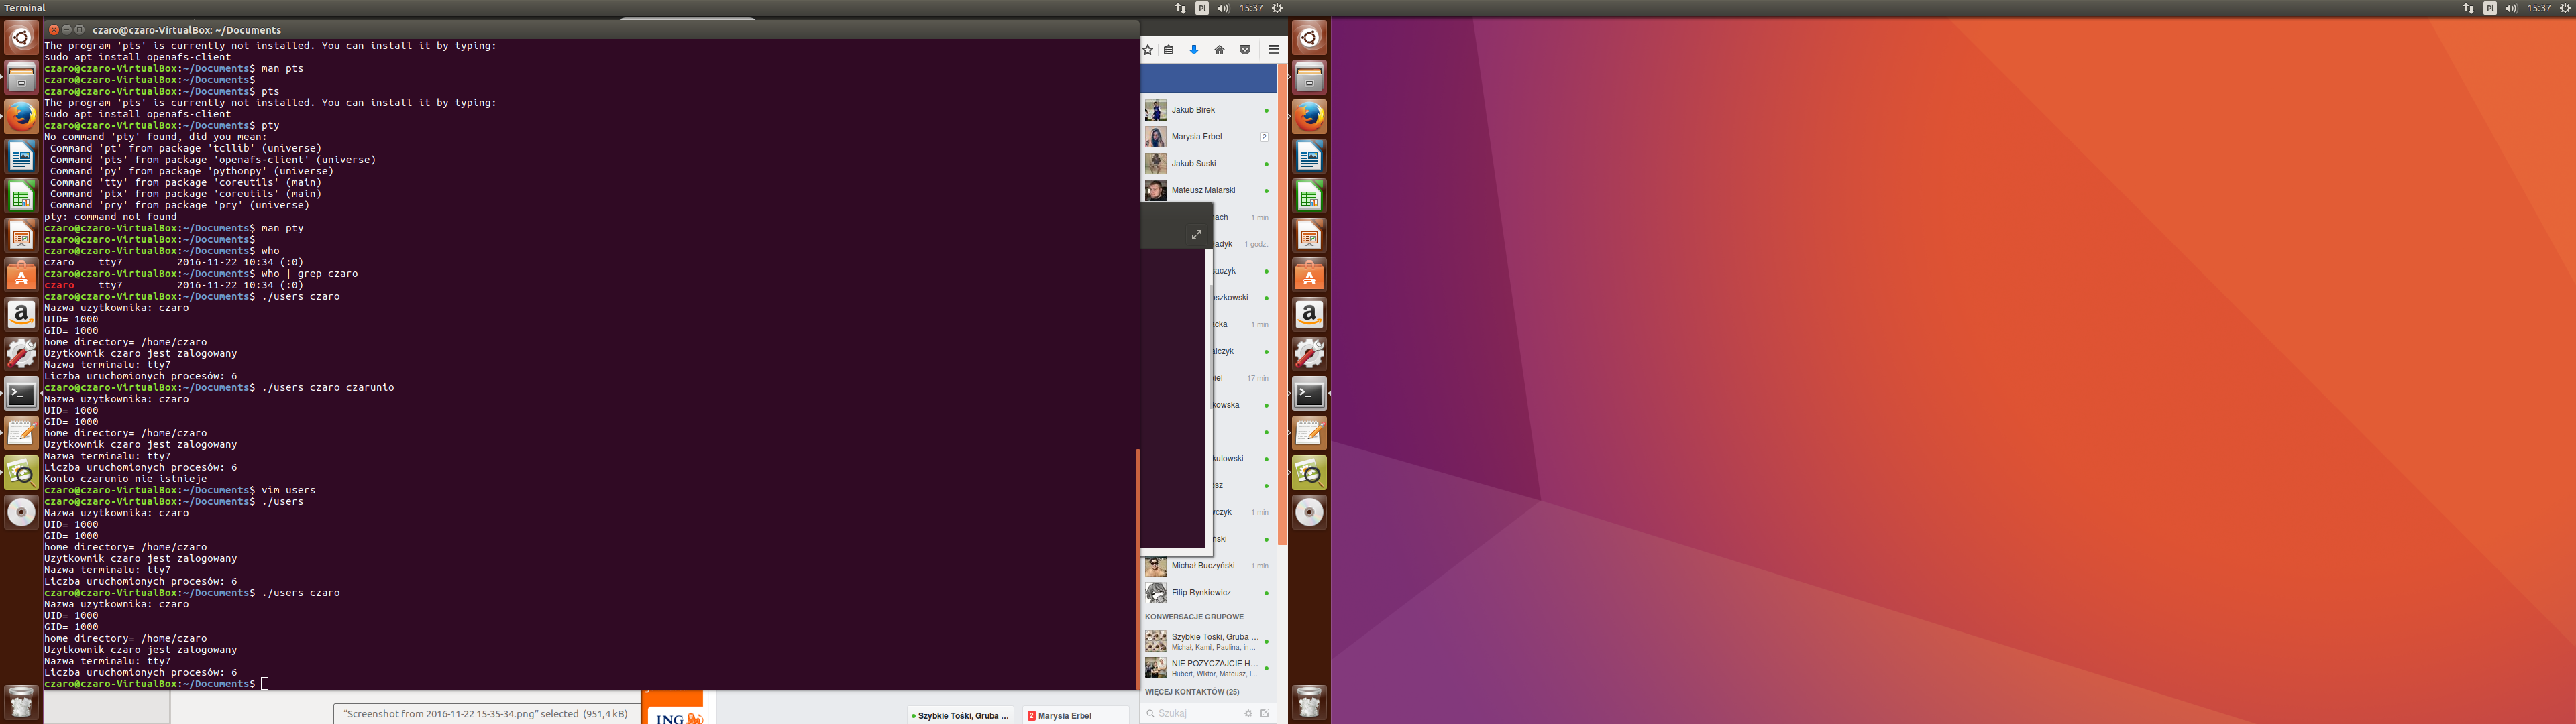 Terminal
Pl
15:37
Pl
15:37
czaro@czaro-VirtualBox: ~/Documents
The program 'pts' is currently not installed. You can install it by typing:
sudo apt install openafs-client
czaro@czaro-VirtualBox:~/Documents$ man pts
czaro@czaro-VirtualBox:~/Documents$
czaro@czaro-VirtualBox:~/Documents$ pts
The program 'pts' is currently not installed. You can install it by typing:
sudo apt install openafs-client
czaro@czaro-VirtualBox:~/Documents$ pty
No command 'pty' found, did you mean:
Command 'pt' from package 'tcllib' (universe)
Command 'pts' from package 'openafs-client' (universe)
Command 'py' from package 'pythonpy' (universe)
Command 'tty' from package 'coreutils' (main)
Command 'ptx' from package 'coreutils' (main)
Command 'pry' from package 'pry' (universe)
pty: command not found
czaro@czaro-VirtualBox:~/Documents$ man pty
czaro@czaro-VirtualBox:~/Documents$
czaro@czaro-VirtualBox:~/Documents$ who
czaro    tty7         2016-11-22 10:34 (:0)
czaro@czaro-VirtualBox:~/Documents$ who | grep czaro
czaro    tty7         2016-11-22 10:34 (:0)
czaro@czaro-VirtualBox:~/Documents$ ./users czaro
Nazwa uzytkownika: czaro
UID= 1000
GID= 1000
home directory= /home/czaro
Uzytkownik czaro jest zalogowany
Nazwa terminalu: tty7
Liczba uruchomionych procesów: 6
czaro@czaro-VirtualBox:~/Documents$ ./users czaro czarunio
Nazwa uzytkownika: czaro
UID= 1000
GID= 1000
home directory= /home/czaro
Uzytkownik czaro jest zalogowany
Nazwa terminalu: tty7
Liczba uruchomionych procesów: 6
Konto czarunio nie istnieje
czaro@czaro-VirtualBox:~/Documents$ vim users
czaro@czaro-VirtualBox:~/Documents$ ./users
Nazwa uzytkownika: czaro
UID= 1000
GID= 1000
home directory= /home/czaro
Uzytkownik czaro jest zalogowany
Nazwa terminalu: tty7
Liczba uruchomionych procesów: 6
czaro@czaro-VirtualBox:~/Documents$ ./users czaro
Nazwa uzytkownika: czaro
UID= 1000
GID= 1000
home directory= /home/czaro
Uzytkownik czaro jest zalogowany
Nazwa terminalu: tty7
Liczba uruchomionych procesów: 6
czaro@czaro-VirtualBox:~/Documents$
Jakub Birek
Marysia Erbel 2
Jakub Suski
Mateusz Malarski
nach 1 min
ładyk 1 godz.
saczyk
oszkowski
acka 1 min
alczyk
niel 17 min
kowska
kutowski
usz
wczyk 1 min
ński
Michał Buczyński 1 min
Filip Rynkiewicz
KONWERSACJE GRUPOWE
Szybkie Tośki, Gruba ...
Michał, Kamil, Paulina, in...
NIE POZYCZAJCIE H...
Hubert, Wiktor, Mateusz, i...
WIĘCEJ KONTAKTÓW (25)
Szukaj
"Screenshot from 2016-11-22 15-35-34.png" selected (951,4 kB)
ING
Szybkie Tośki, Gruba ...
2 Marysia Erbel